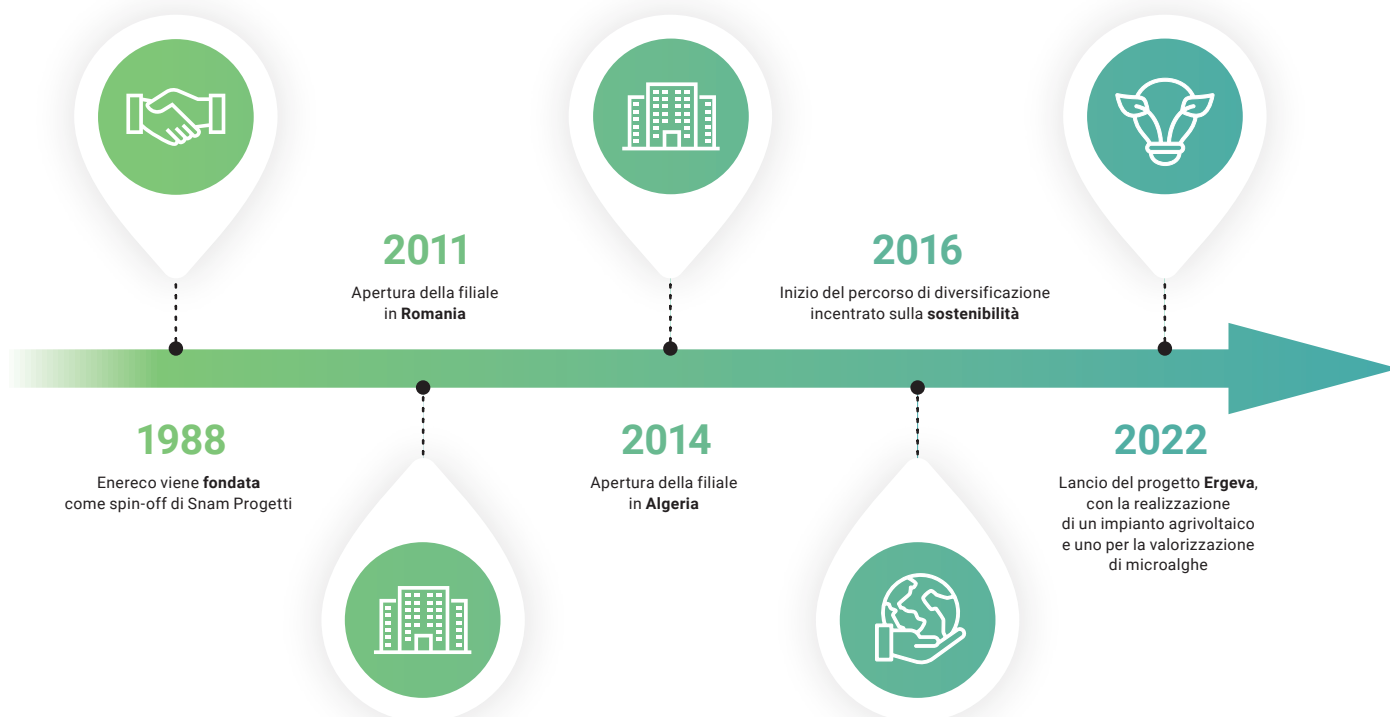 2011
Apertura della filiale
in Romania
2016
Inizio del percorso di diversificazione
incentrato sulla sostenibilità
1988
Enereco viene fondata
come spin-off di Snam Progetti
2014
Apertura della filiale
in Algeria
2022
Lancio del progetto Ergeva,
con la realizzazione
di un impianto agrivoltaico
e uno per la valorizzazione
di microalghe